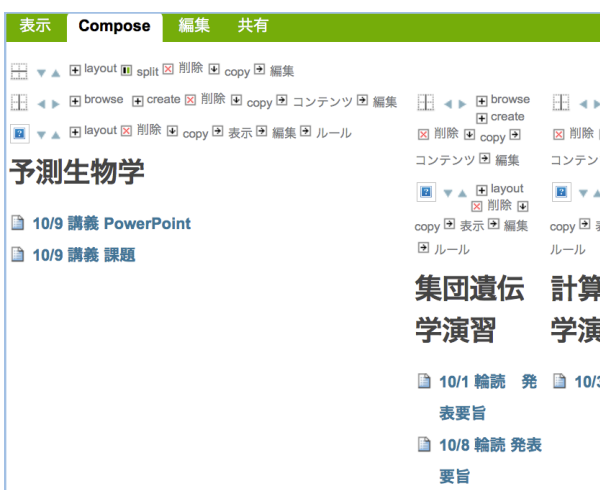 表示 Compose 編集 共有
layout split 削除 copy 編集
browse create 削除 copy コンテンツ 編集
layout 削除 copy 表示 編集 ルール
予測生物学
10/9 講義 PowerPoint
10/9 講義 課題
browse
create
削除 copy
コンテンツ 編集
layout
削除
copy 表示 編集
ルール
集団遺伝
学演習
10/1 輪読　発
表要旨
10/8 輪読 発表
要旨
削除
コンテン
copy
ルール
計算
学演
10/3